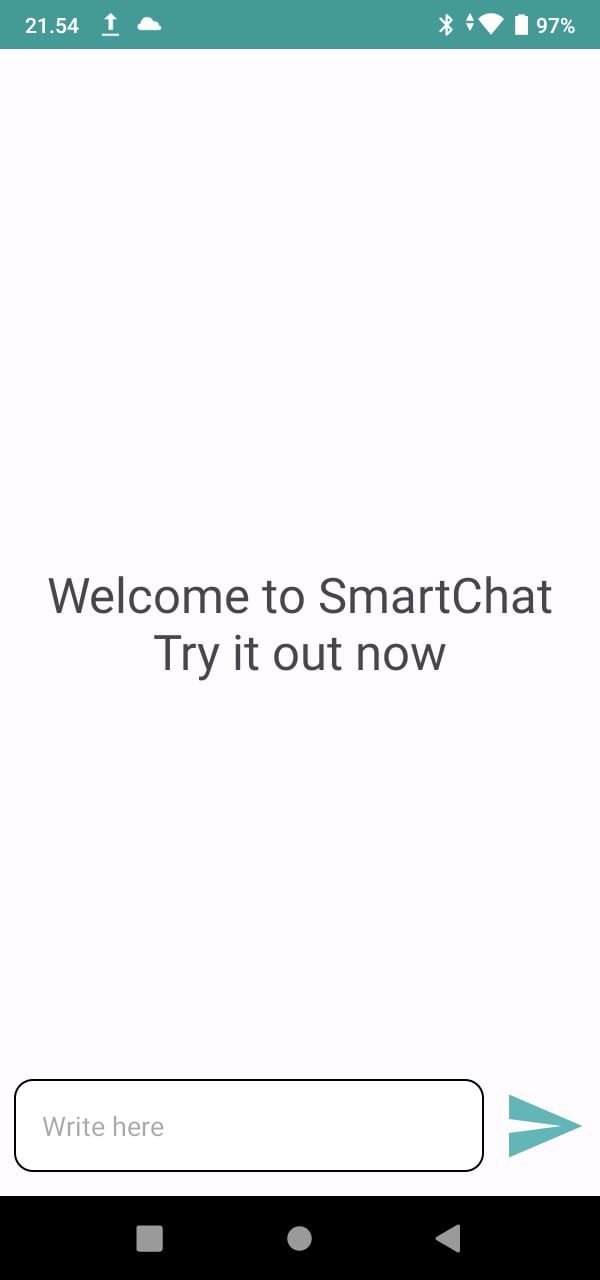 21.54 97%
Welcome to SmartChat
Try it out now
Write here